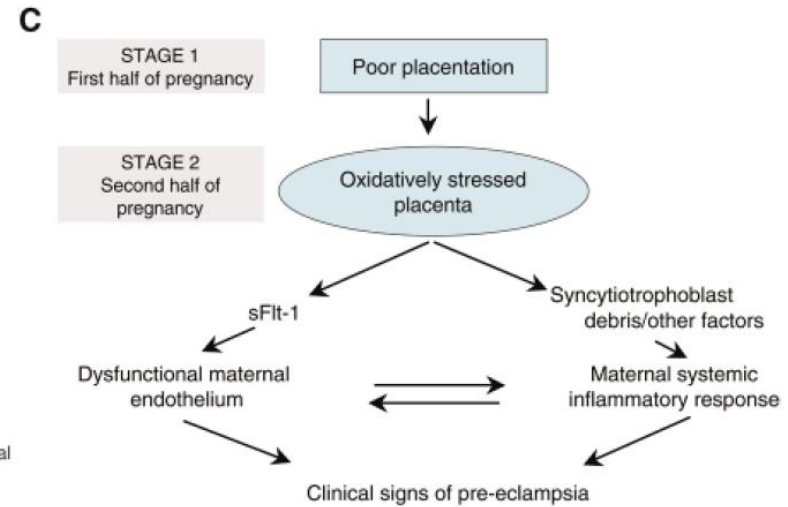 C
STAGE 1
First half of pregnancy
Poor placentation
STAGE 2
Second half of
pregnancy
Oxidatively stressed
placenta
sFlt-1
Syncytiotrophoblast
debris/other factors
Dysfunctional maternal
endothelium
Maternal systemic
inflammatory response
al
Clinical signs of pre-eclampsia